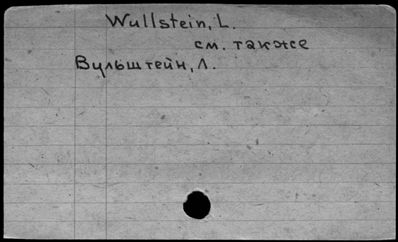 Wullstein, L.
см. также
Вульштейн, Л.